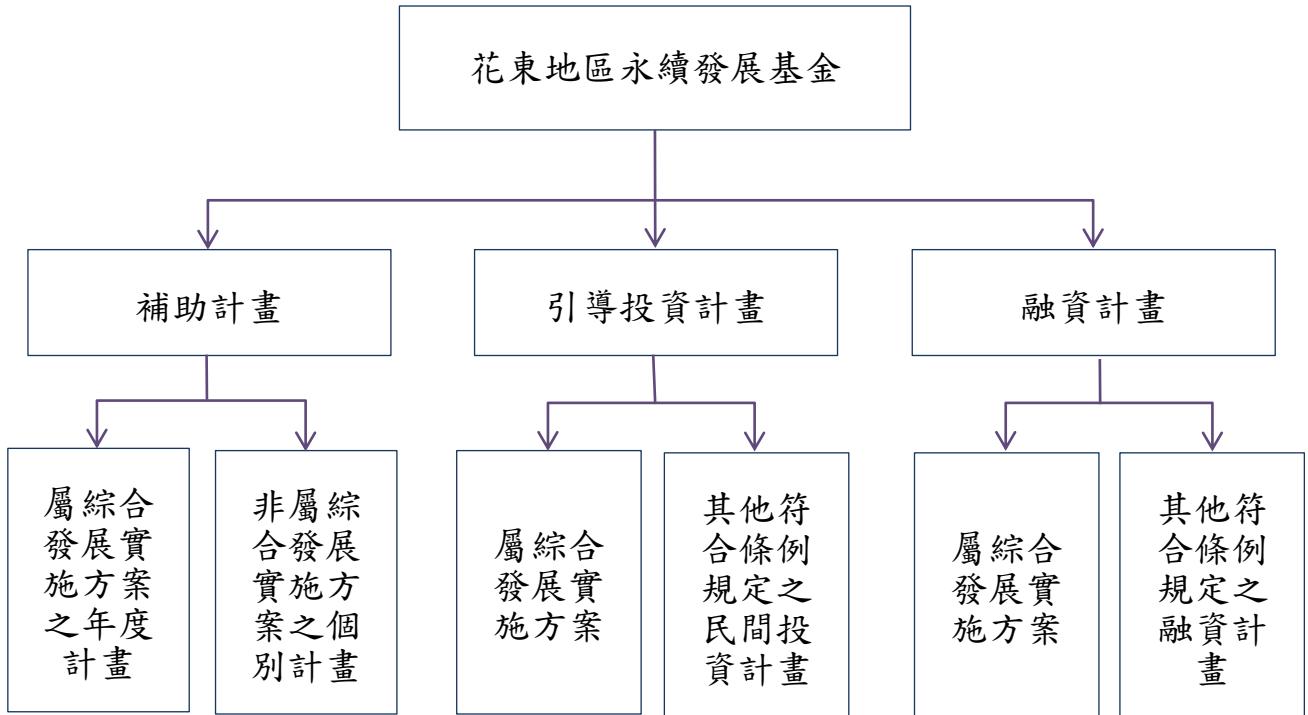 花東地區永續發展基金
補助計畫
引導投資計畫
融資計畫
屬綜合
發展實
施方案
之年度
計畫
非屬綜
合發展
實施方
案之個
別計畫
屬綜合
發展實
施方案
其他符
合條例
規定之
民間投
資計畫
屬綜合
發展實
施方案
其他符
合條例
規定之
融資計
畫